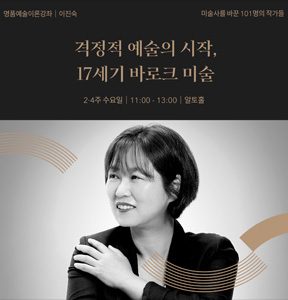 명품예술이론강좌 | 이진숙
미술사를 바꾼 101명의 작가들
격정적 예술의 시작,
17세기 바로크 미술
2·4주 수요일 | 11:00 - 13:00 | 알토홀